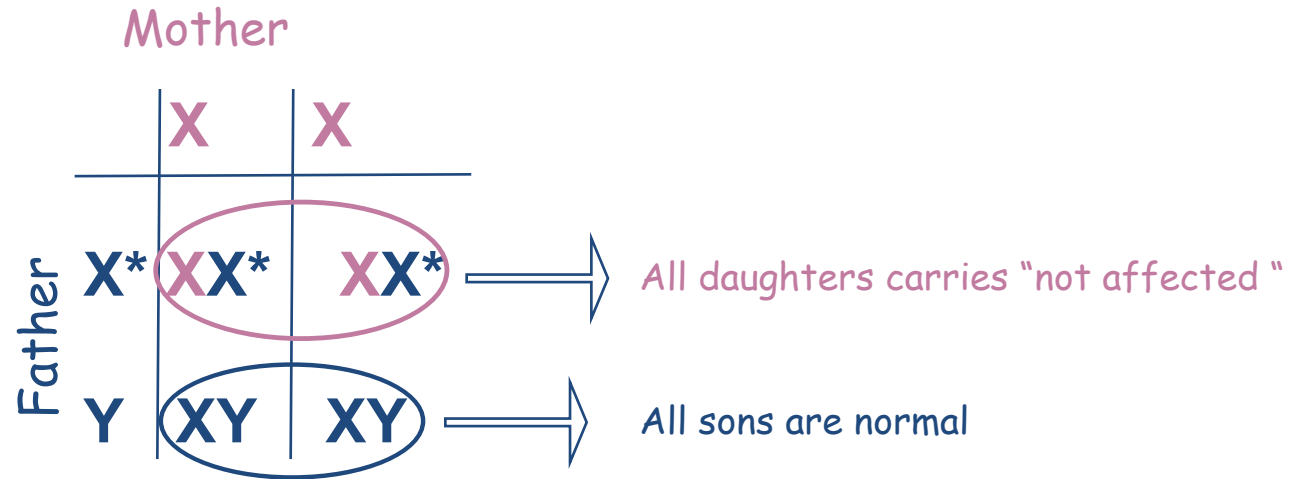 Mother
X X
X* XX* XX* All daughters carries “not affected “
Father
Y XY XY All sons are normal